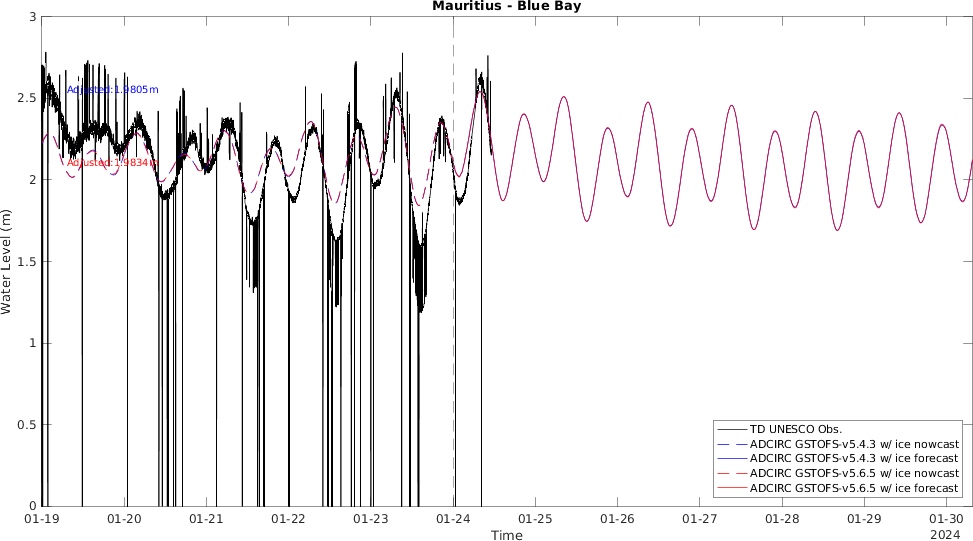 Mauritius - Blue Bay
3
2.5
2
1.5
1
0.5
0
Water Level (m)
Adjusted:1.9805m
Adjusted:1.9834m
TD UNESCO Obs.
ADCIRC GSTOFS-v5.4.3 w/ ice nowcast
ADCIRC GSTOFS-v5.4.3 w/ ice forecast
ADCIRC GSTOFS-v5.6.5 w/ ice nowcast
ADCIRC GSTOFS-v5.6.5 w/ ice forecast
01-19 01-20 01-21 01-22 01-23 01-24 01-25 01-26 01-27 01-28 01-29 01-30
Time
2024